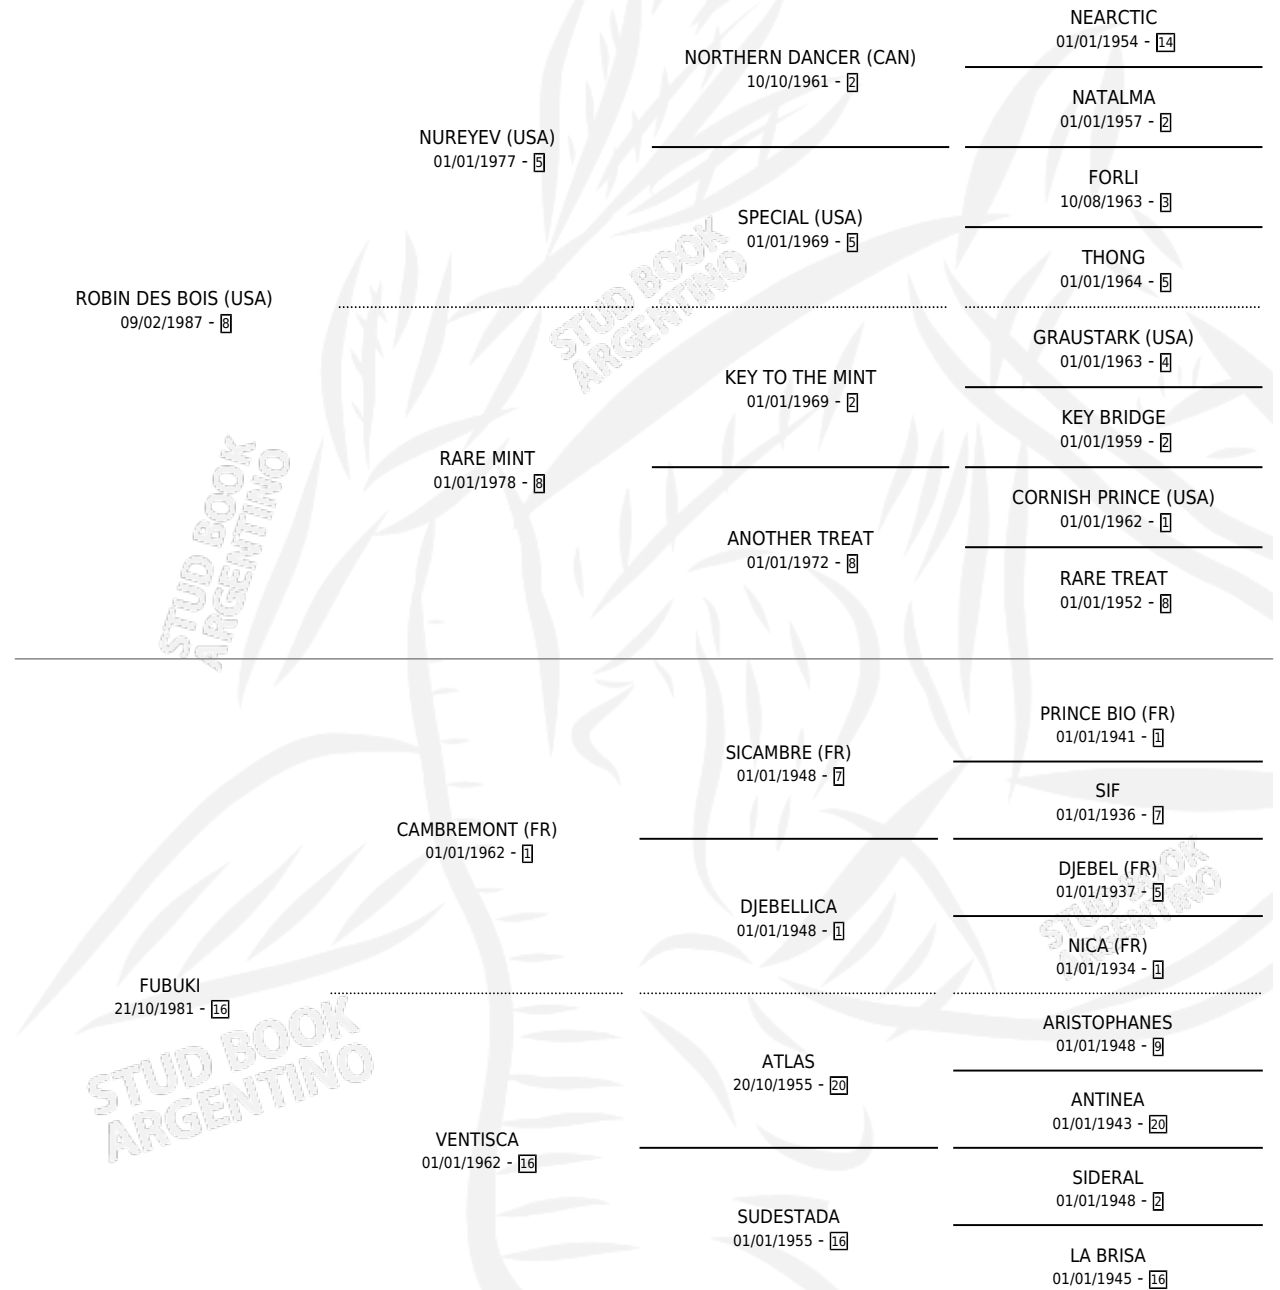 NEARCTIC
01/01/1954 - 14
NORTHERN DANCER (CAN)
10/10/1961 - 2
NATALMA
01/01/1957 - 2
NUREYEV (USA)
01/01/1977 - 5
FORLI
10/08/1963 - 3
SPECIAL (USA)
01/01/1969 - 5
THONG
01/01/1964 - 5
ROBIN DES BOIS (USA)
09/02/1987 - 8
GRAUSTARK (USA)
01/01/1963 - 4
KEY TO THE MINT
01/01/1969 - 2
KEY BRIDGE
01/01/1959 - 2
RARE MINT
01/01/1978 - 8
CORNISH PRINCE (USA)
01/01/1962 - 1
ANOTHER TREAT
01/01/1972 - 8
RARE TREAT
01/01/1952 - 8
PRINCE BIO (FR)
01/01/1941 - 1
SICAMBRE (FR)
01/01/1948 - 7
SIF
01/01/1936 - 7
CAMBREMONT (FR)
01/01/1962 - 1
DJEBEL (FR)
01/01/1937 - 5
DJEBELLICA
01/01/1948 - 1
NICA (FR)
01/01/1934 - 1
FUBUKI
21/10/1981 - 16
ARISTOPHANES
01/01/1948 - 9
ATLAS
20/10/1955 - 20
ANTINEA
01/01/1943 - 20
VENTISCA
01/01/1962 - 16
SIDERAL
01/01/1948 - 2
SUDESTADA
01/01/1955 - 16
LA BRISA
01/01/1945 - 16
STUD BOOK
ARGENTINO
STUD BOOK
ARGENTINO
STUD BOOK
ARGENTINO
STUD BOOK
ARGENTINO